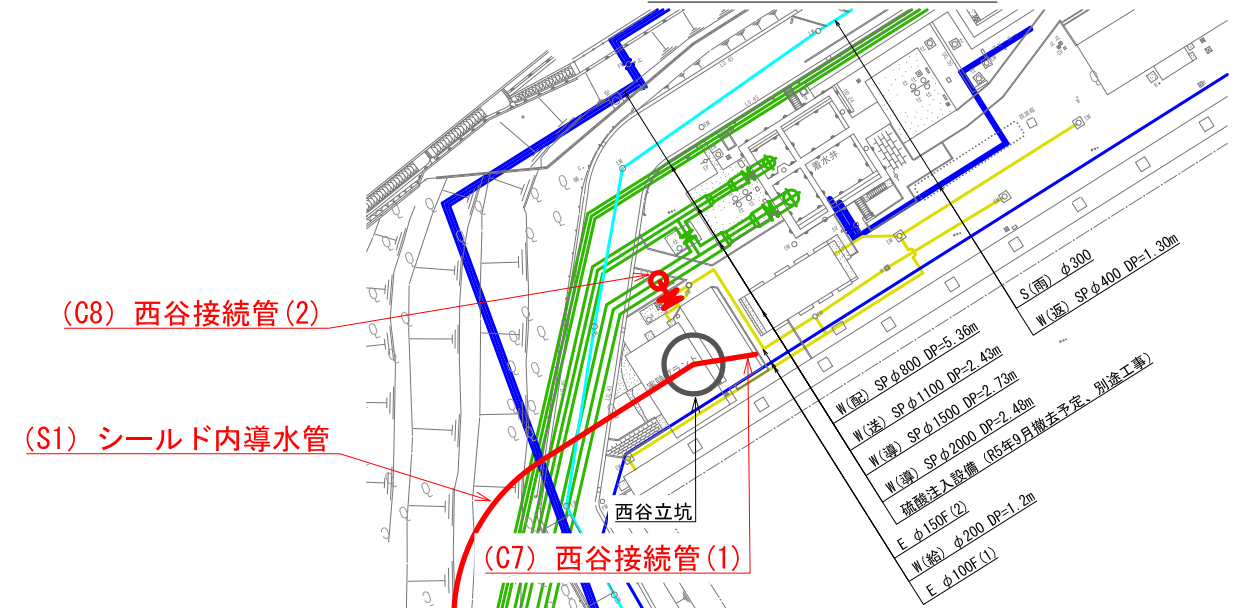 着水井
(C8) 西谷接続管(2)
(S1) シールド内導水管
西谷立坑
(C7) 西谷接続管(1)
S(雨) φ300
W(返) SPφ400 DP=1.30m
W(配) SPφ800 DP=5.36m
W(送) SPφ1100 DP=2.43m
W(導) SPφ1500 DP=2.73m
W(導) SPφ2000 DP=2.48m
硫酸注入設備 (R5年9月撤去予定、別途工事)
E φ150F(2)
W(給) φ200 DP=1.2m
E φ100F(1)